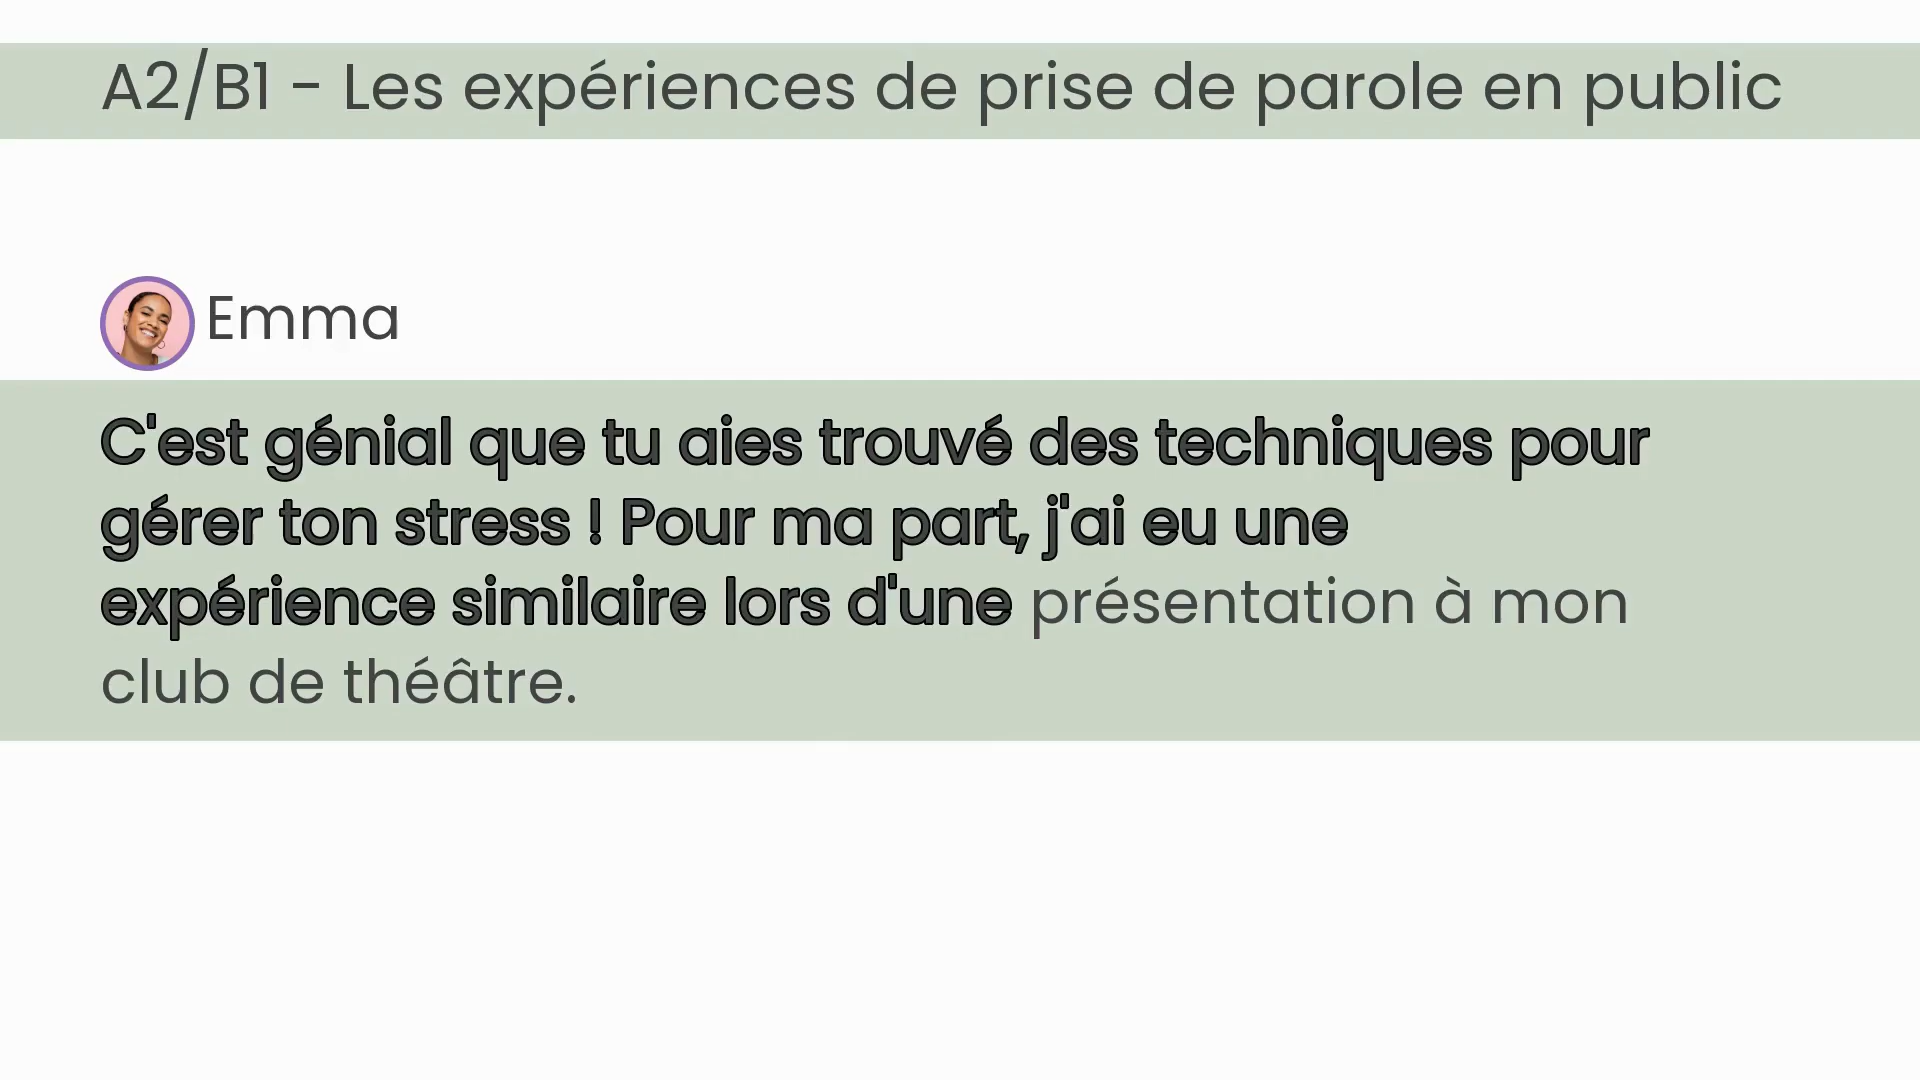 A2/B1 - Les expériences de prise de parole en public
Emma
C'est génial que tu aies trouvé des techniques pour
gérer ton stress ! Pour ma part, j'ai eu une
expérience similaire lors d'une présentation à mon
club de théâtre.